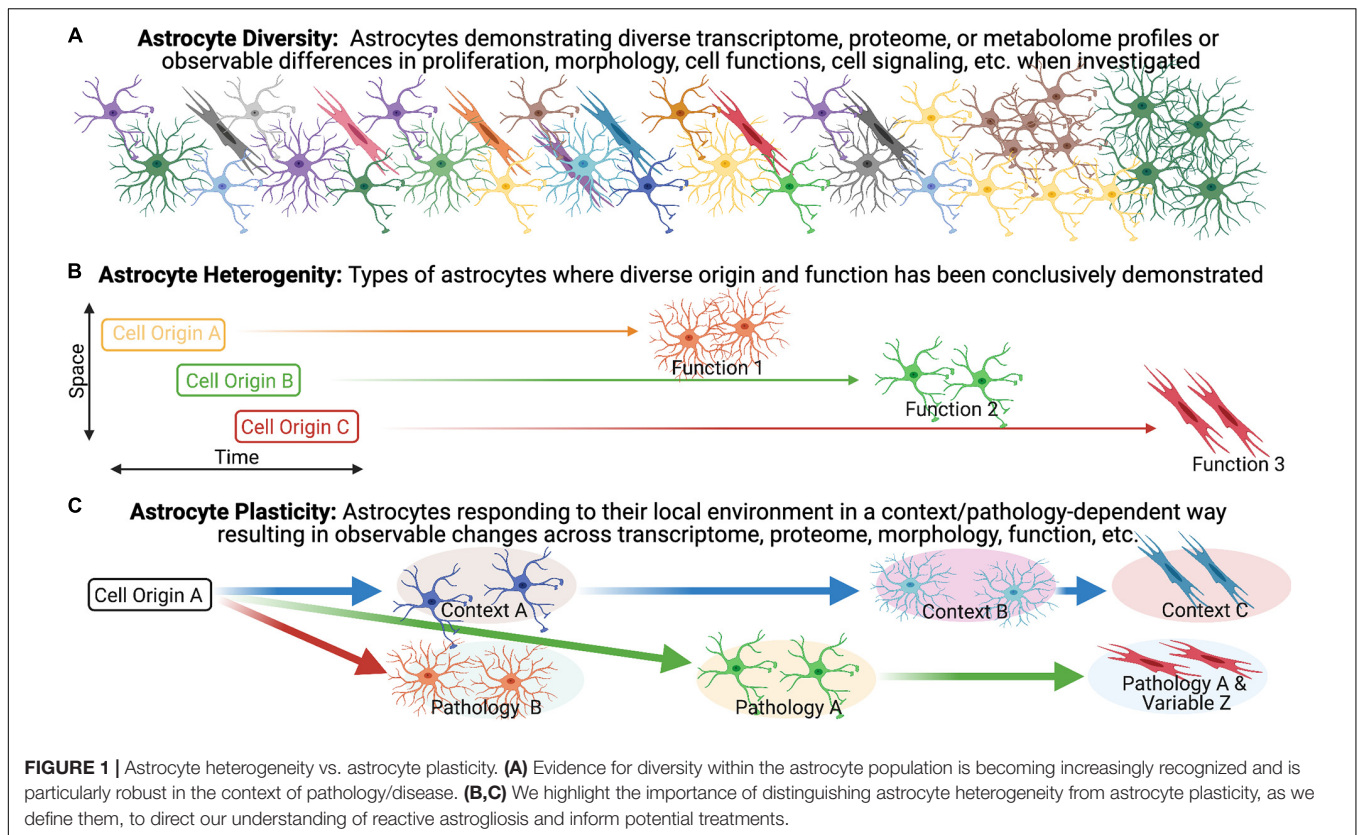 A
Astrocyte Diversity: Astrocytes demonstrating diverse transcriptome, proteome, or metabolome profiles or
observable differences in proliferation, morphology, cell functions, cell signaling, etc. when investigated
B
Astrocyte Heterogenity: Types of astrocytes where diverse origin and function has been conclusively demonstrated
Space
Cell Origin A
Function 1
Cell Origin B
Function 2
Cell Origin C
Time
Function 3
C
Astrocyte Plasticity: Astrocytes responding to their local environment in a context/pathology-dependent way
resulting in observable changes across transcriptome, proteome, morphology, function, etc.
Cell Origin A
Context A
Context B
Context C
Pathology B
Pathology A
Pathology A &
Variable Z
FIGURE 1 | Astrocyte heterogeneity vs. astrocyte plasticity. (A) Evidence for diversity within the astrocyte population is becoming increasingly recognized and is
particularly robust in the context of pathology/disease. (B,C) We highlight the importance of distinguishing astrocyte heterogeneity from astrocyte plasticity, as we
define them, to direct our understanding of reactive astrogliosis and inform potential treatments.